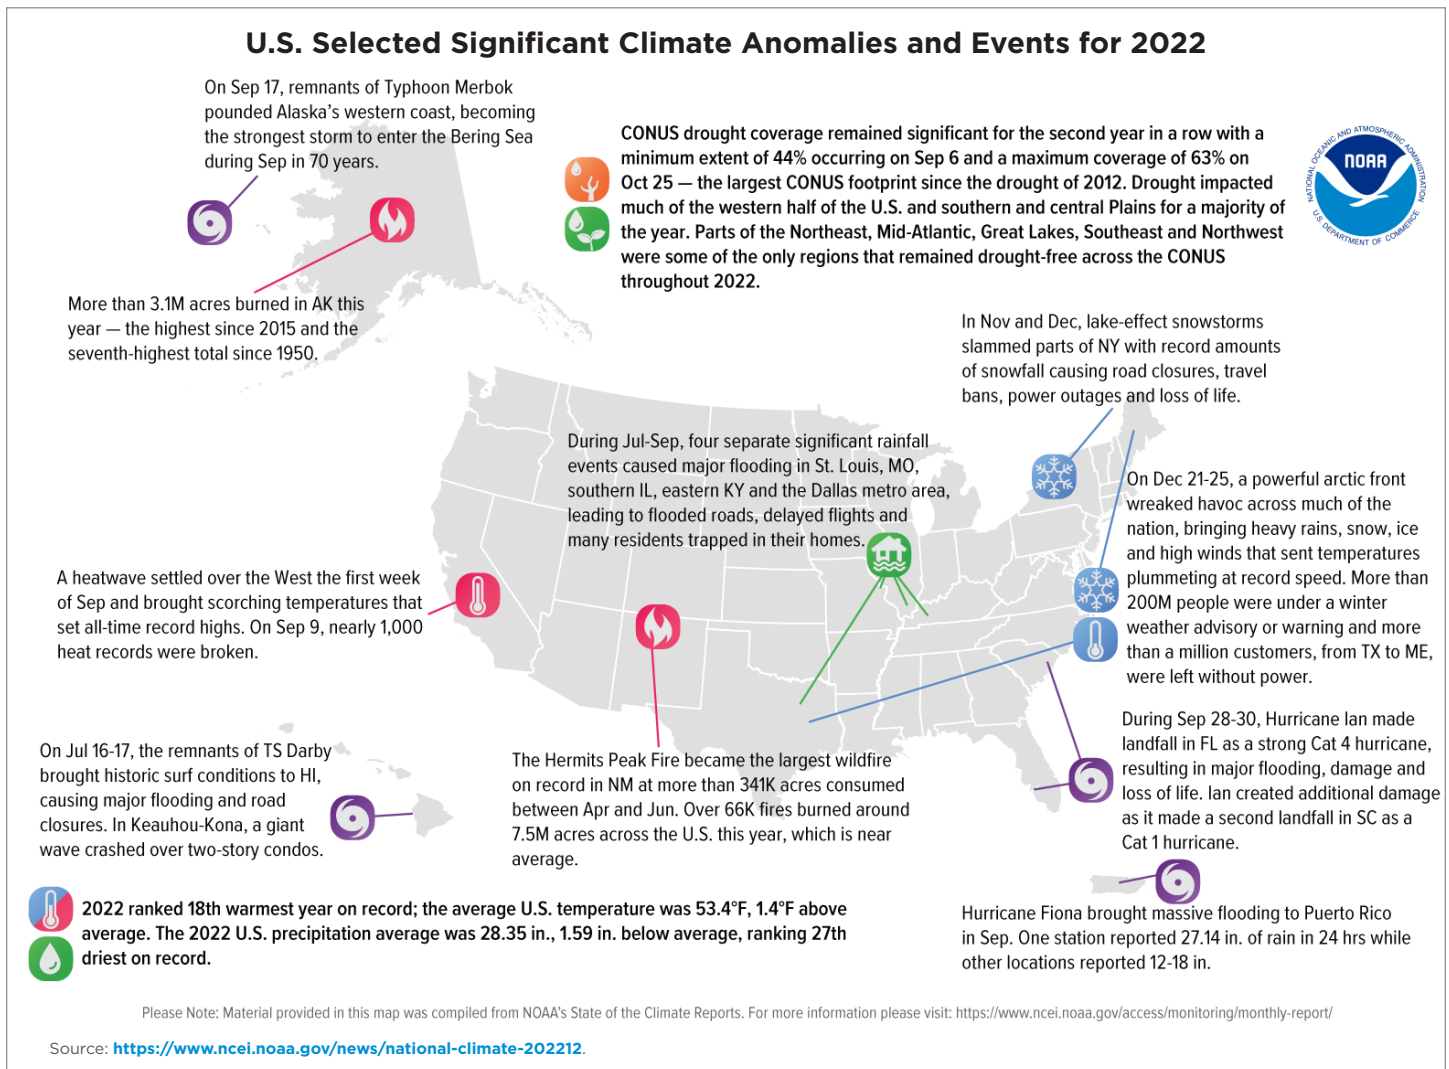 U.S. Selected Significant Climate Anomalies and Events for 2022
On Sep 17, remnants of Typhoon Merbok
pounded Alaska's western coast, becoming
the strongest storm to enter the Bering Sea
during Sep in 70 years.
CONUS drought coverage remained significant for the second year in a row with a
minimum extent of 44% occurring on Sep 6 and a maximum coverage of 63% on
Oct 25 — the largest CONUS footprint since the drought of 2012. Drought impacted
much of the western half of the U.S. and southern and central Plains for a majority of
the year. Parts of the Northeast, Mid-Atlantic, Great Lakes, Southeast and Northwest
were some of the only regions that remained drought-free across the CONUS
throughout 2022.
NATIONAL OCEANIC AND ATMOSPHERIC ADMINISTRATION
NOAA
U.S. DEPARTMENT OF COMMERCE
More than 3.1M acres burned in AK this
year — the highest since 2015 and the
seventh-highest total since 1950.
In Nov and Dec, lake-effect snowstorms
slammed parts of NY with record amounts
of snowfall causing road closures, travel
bans, power outages and loss of life.
During Jul-Sep, four separate significant rainfall
events caused major flooding in St. Louis, MO,
southern IL, eastern KY and the Dallas metro area,
leading to flooded roads, delayed flights and
many residents trapped in their homes.
On Dec 21-25, a powerful arctic front
wreaked havoc across much of the
nation, bringing heavy rains, snow, ice
and high winds that sent temperatures
plummeting at record speed. More than
200M people were under a winter
weather advisory or warning and more
than a million customers, from TX to ME,
were left without power.
A heatwave settled over the West the first week
of Sep and brought scorching temperatures that
set all-time record highs. On Sep 9, nearly 1,000
heat records were broken.
On Jul 16-17, the remnants of TS Darby
brought historic surf conditions to HI,
causing major flooding and road
closures. In Keauhou-Kona, a giant
wave crashed over two-story condos.
The Hermits Peak Fire became the largest wildfire
on record in NM at more than 341K acres consumed
between Apr and Jun. Over 66K fires burned around
7.5M acres across the U.S. this year, which is near
average.
During Sep 28-30, Hurricane Ian made
landfall in FL as a strong Cat 4 hurricane,
resulting in major flooding, damage and
loss of life. Ian created additional damage
as it made a second landfall in SC as a
Cat 1 hurricane.
2022 ranked 18th warmest year on record; the average U.S. temperature was 53.4°F, 1.4°F above
average. The 2022 U.S. precipitation average was 28.35 in., 1.59 in. below average, ranking 27th
driest on record.
Hurricane Fiona brought massive flooding to Puerto Rico
in Sep. One station reported 27.14 in. of rain in 24 hrs while
other locations reported 12-18 in.
Please Note: Material provided in this map was compiled from NOAA's State of the Climate Reports. For more information please visit: https://www.ncei.noaa.gov/access/monitoring/monthly-report/
Source: https://www.ncei.noaa.gov/news/national-climate-202212.